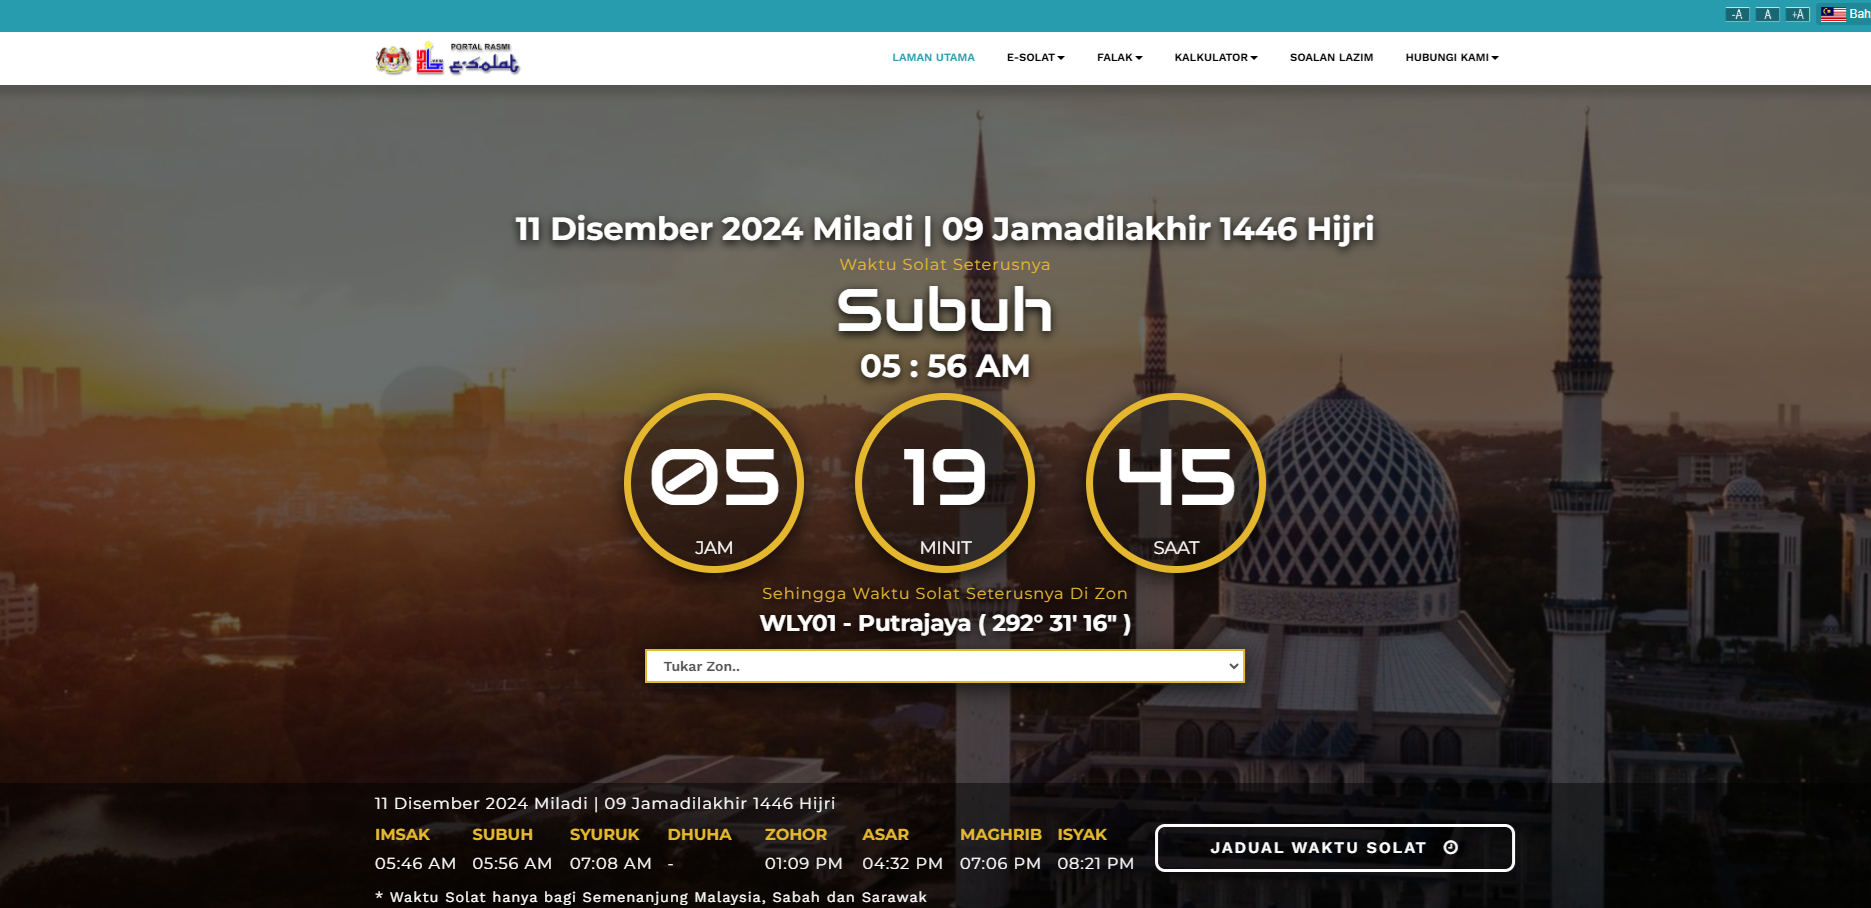 -A A +A Bah
PORTAL RASMI
e-solat
LAMAN UTAMA E-SOLAT FALAK KALKULATOR SOALAN LAZIM HUBUNGI KAMI
11 Disember 2024 Miladi | 09 Jamadilakhir 1446 Hijri
Waktu Solat Seterusnya
Subuh
05 : 56 AM
05 19 45
JAM MINIT SAAT
Sehingga Waktu Solat Seterusnya Di Zon
WLY01 - Putrajaya ( 292° 31' 16" )
Tukar Zon..
11 Disember 2024 Miladi | 09 Jamadilakhir 1446 Hijri
IMSAK SUBUH SYURUK DHUHA ZOHOR ASAR MAGHRIB ISYAK
05:46 AM 05:56 AM 07:08 AM - 01:09 PM 04:32 PM 07:06 PM 08:21 PM
JADUAL WAKTU SOLAT
* Waktu Solat hanya bagi Semenanjung Malaysia, Sabah dan Sarawak